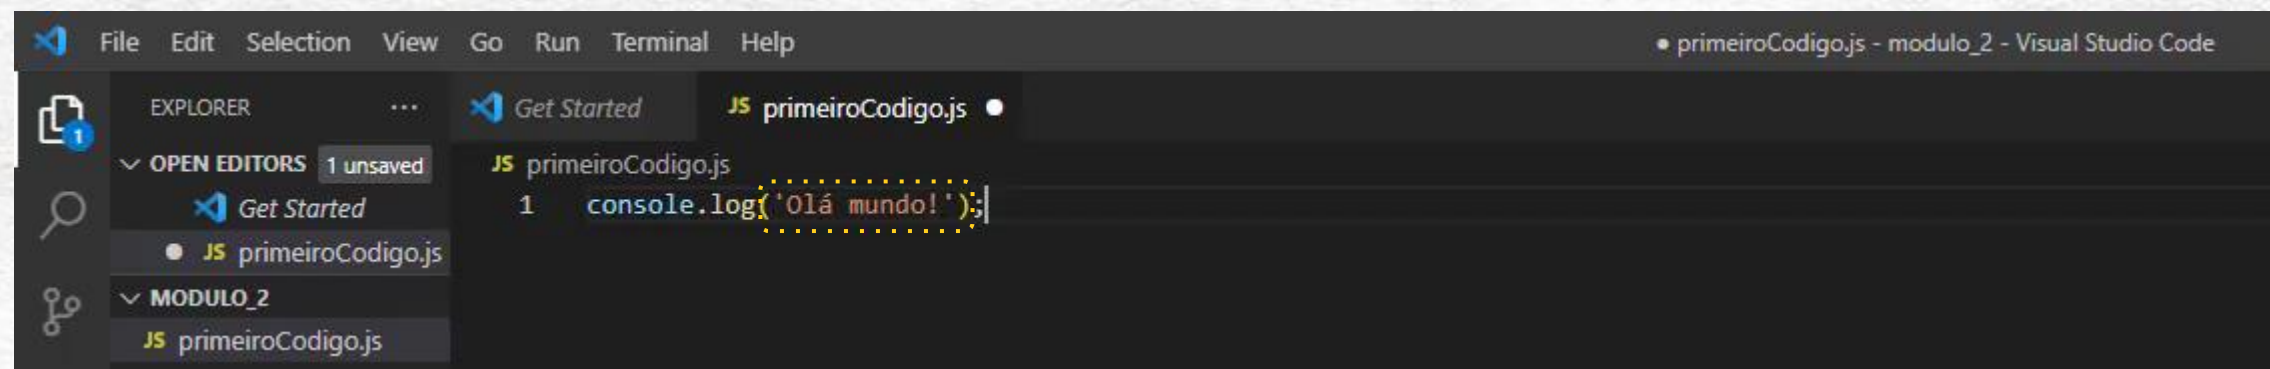 File Edit Selection View Go Run Terminal Help ● primeiroCodigo.js - modulo_2 - Visual Studio Code
EXPLORER ··· Get Started JS primeiroCodigo.js ●
1
OPEN EDITORS 1 unsaved JS primeiroCodigo.js
Get Started 1 console.log('Olá mundo!');
● JS primeiroCodigo.js
MODULO_2
JS primeiroCodigo.js